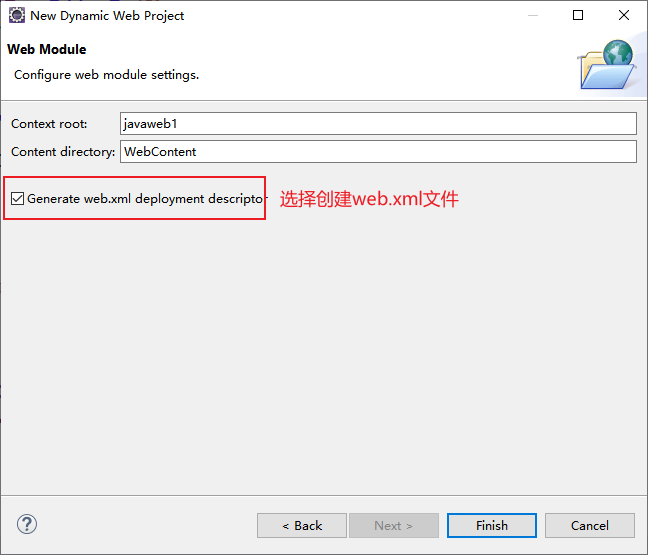 New Dynamic Web Project
Web Module
Configure web module settings.
Context root: javaweb1
Content directory: WebContent
Generate web.xml deployment descriptor 选择创建web.xml文件
< Back Next > Finish Cancel